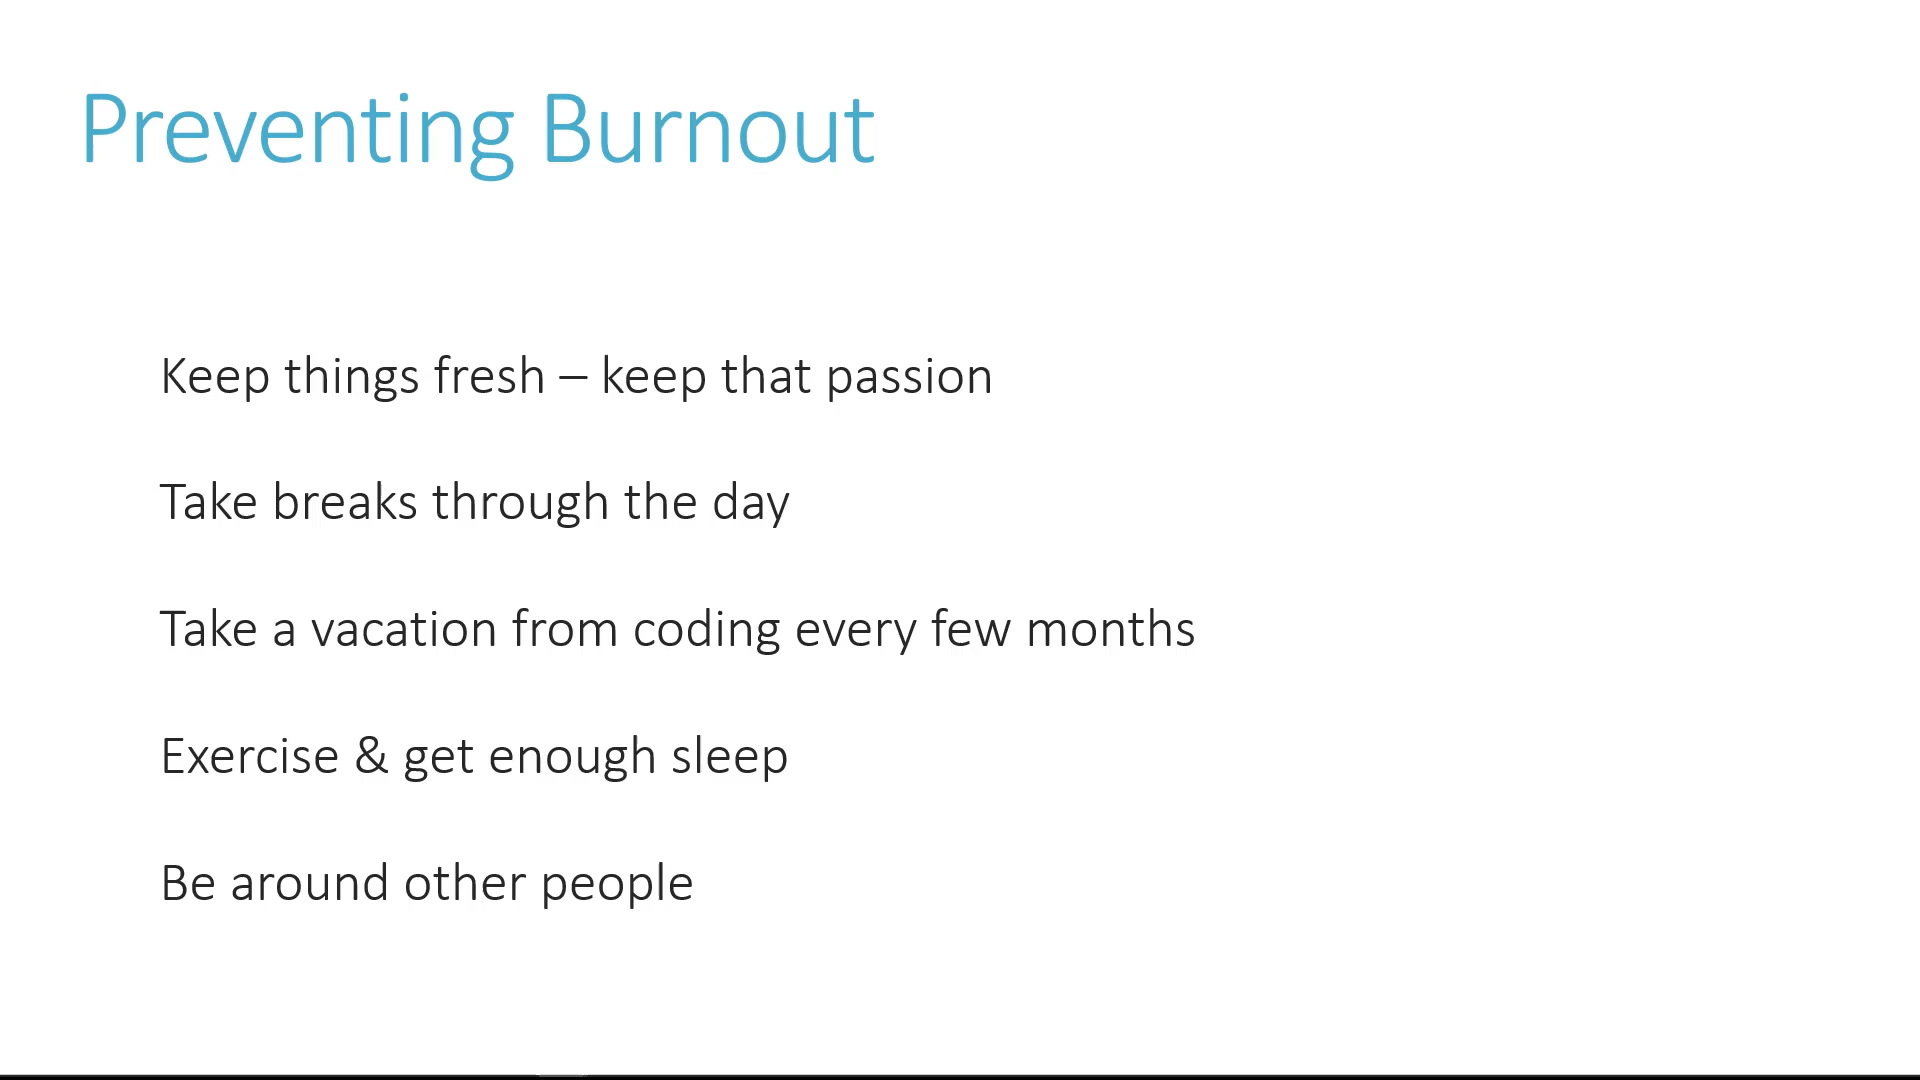 Preventing Burnout
Keep things fresh – keep that passion
Take breaks through the day
Take a vacation from coding every few months
Exercise & get enough sleep
Be around other people